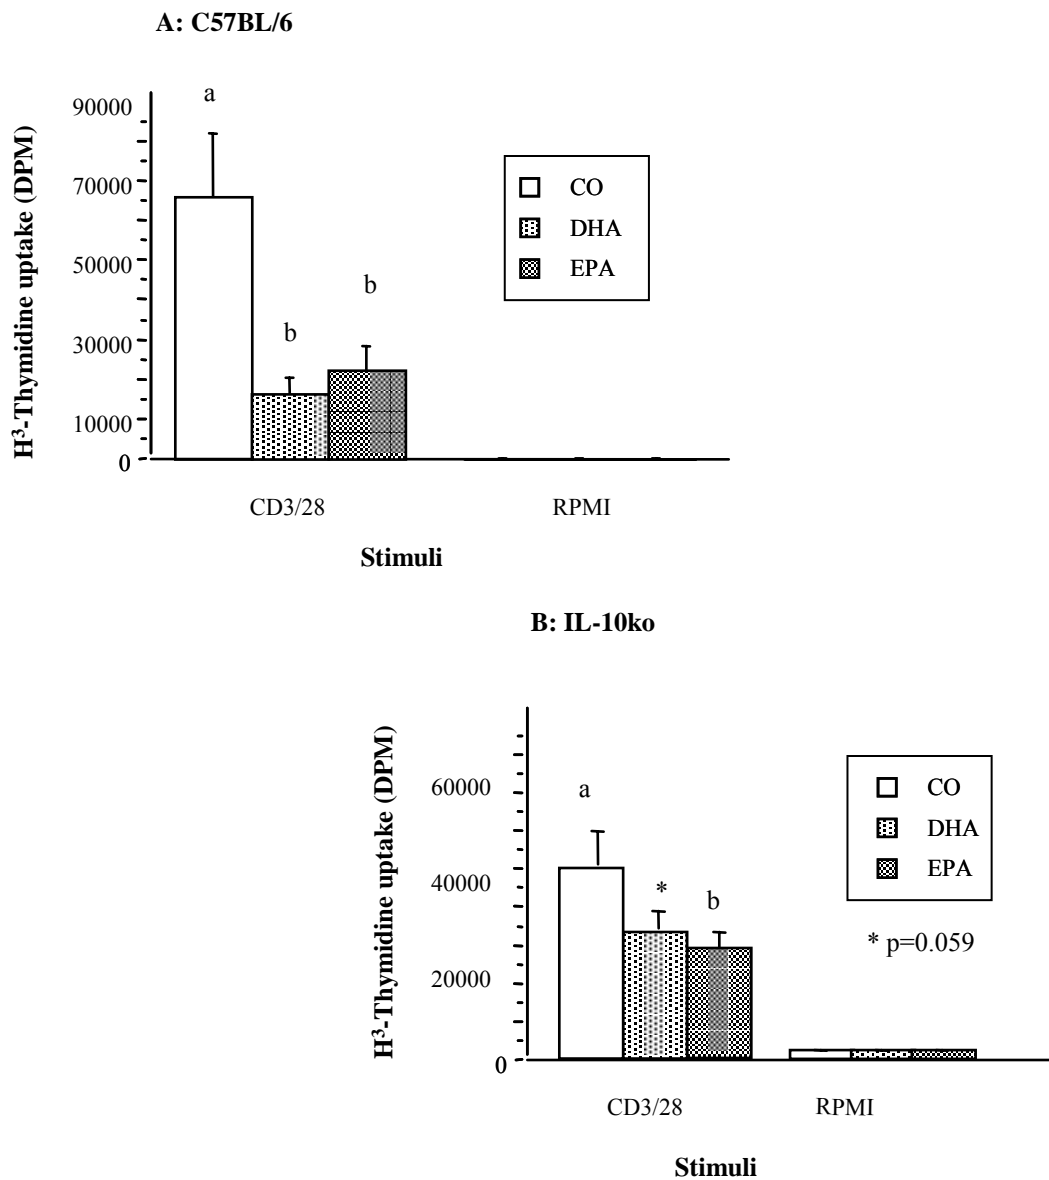 A: C57BL/6
H³-Thymidine uptake (DPM)
90000
70000
50000
30000
10000
0
a
b
b
CO
DHA
EPA
CD3/28
RPMI
Stimuli
B: IL-10ko
H³-Thymidine uptake (DPM)
60000
40000
20000
0
a
*
b
CO
DHA
EPA
* p=0.059
CD3/28
RPMI
Stimuli